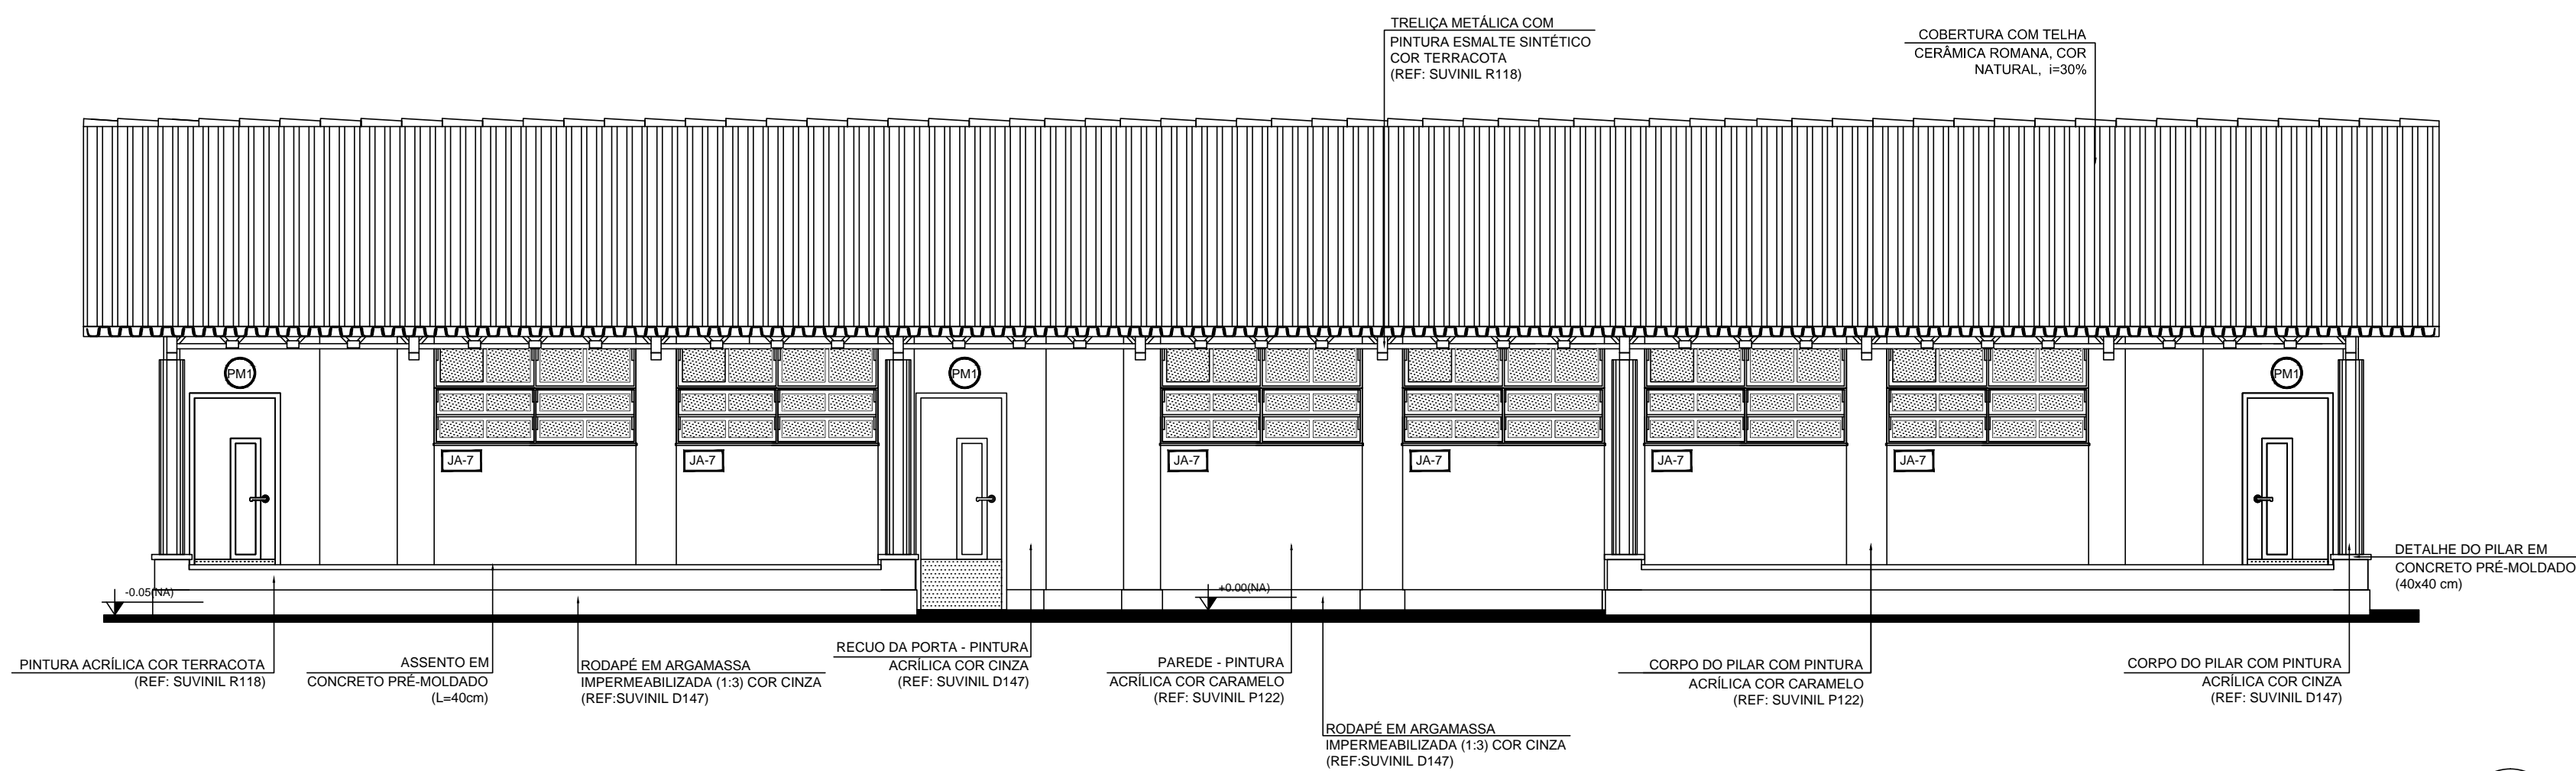 TRELIÇA METÁLICA COM
PINTURA ESMALTE SINTÉTICO
COR TERRACOTA
(REF: SUVINIL R118)
COBERTURA COM TELHA
CERÂMICA ROMANA, COR
NATURAL, i=30%
PM1
PM1
PM1
JA-7
JA-7
JA-7
JA-7
JA-7
JA-7
DETALHE DO PILAR EM
CONCRETO PRÉ-MOLDADO
(40x40 cm)
-0.05(NA)
+0.00(NA)
PINTURA ACRÍLICA COR TERRACOTA
(REF: SUVINIL R118)
ASSENTO EM
CONCRETO PRÉ-MOLDADO
(L=40cm)
RODAPÉ EM ARGAMASSA
IMPERMEABILIZADA (1:3) COR CINZA
(REF:SUVINIL D147)
RECUO DA PORTA - PINTURA
ACRÍLICA COR CINZA
(REF: SUVINIL D147)
PAREDE - PINTURA
ACRÍLICA COR CARAMELO
(REF: SUVINIL P122)
RODAPÉ EM ARGAMASSA
IMPERMEABILIZADA (1:3) COR CINZA
(REF:SUVINIL D147)
CORPO DO PILAR COM PINTURA
ACRÍLICA COR CARAMELO
(REF: SUVINIL P122)
CORPO DO PILAR COM PINTURA
ACRÍLICA COR CINZA
(REF: SUVINIL D147)